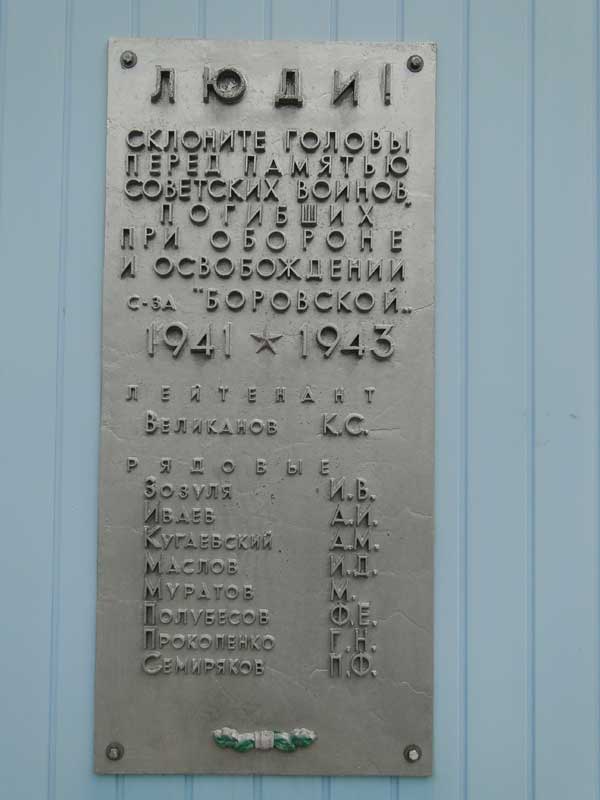 ЛЮДИ!
СКЛОНИТЕ ГОЛОВЫ
ПЕРЕД ПАМЯТЬЮ
СОВЕТСКИХ ВОИНОВ,
ПОГИБШИХ
ПРИ ОБОРОНЕ
И ОСВОБОЖДЕНИИ
С-ЗА "БОРОВСКОЙ„
1941 ★ 1943
ЛЕЙТЕНАНТ
ВЕЛИКАНОВ К.С.
РЯДОВЫЕ
ЗОЗУЛЯ И.В.
ИВАЕВ А.И.
КУГАЕВСКИЙ А.М.
МАСЛОВ И.Д.
МУРАТОВ М.
ПОЛУБЕСОВ Ф.Е.
ПРОКОПЕНКО Г.Н.
СЕМИРЯКОВ П.Ф.